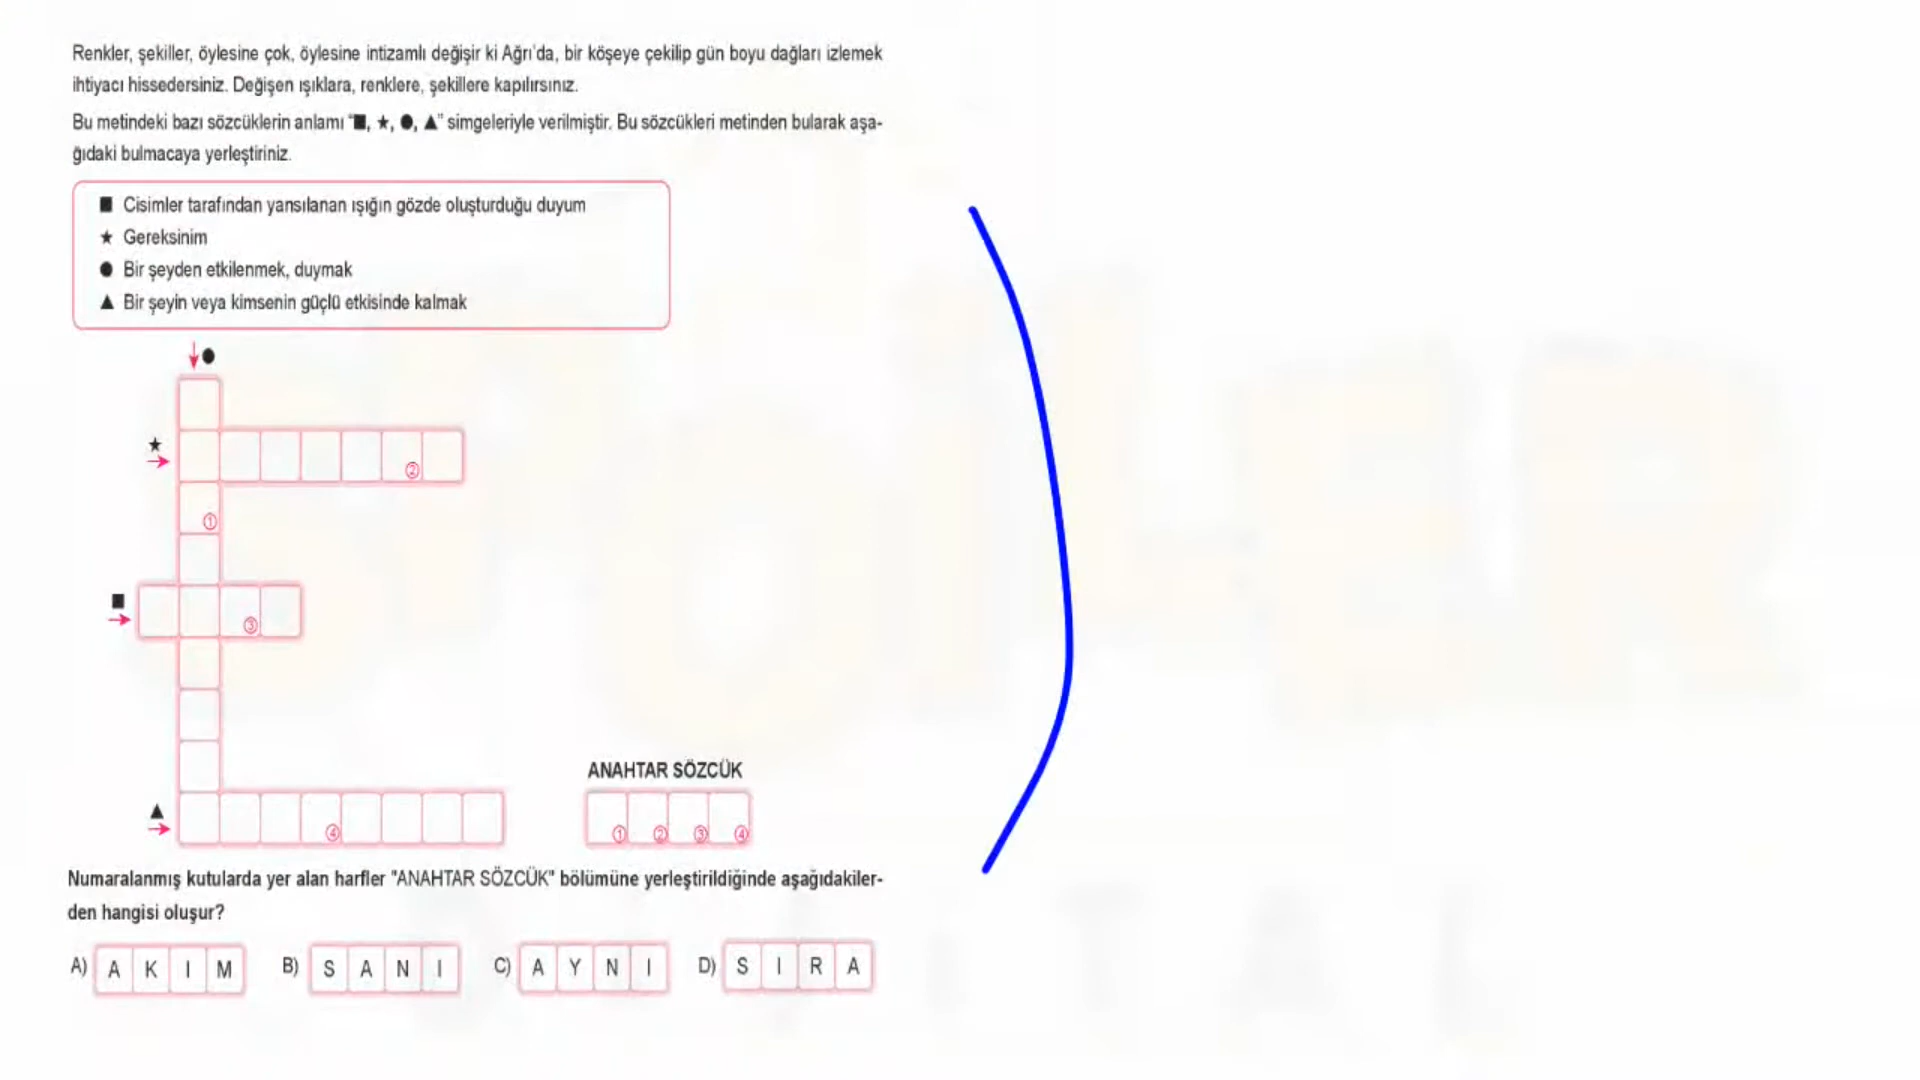 Renkler, şekiller, öylesine çok, öylesine intizamlı değişir ki Ağrı'da, bir köşeye çekilip gün boyu dağları izlemek
ihtiyacı hissedersiniz. Değişen ışıklara, renklere, şekillere kapılırsınız.
Bu metindeki bazı sözcüklerin anlamı "■, ★, ●, ▲" simgeleriyle verilmiştir. Bu sözcükleri metinden bularak aşa-
ğıdaki bulmacaya yerleştiriniz.
■ Cisimler tarafından yansılanan ışığın gözde oluşturduğu duyum
★ Gereksinim
● Bir şeyden etkilenmek, duymak
▲ Bir şeyin veya kimsenin güçlü etkisinde kalmak
●
★
②
①
■
③
ANAHTAR SÖZCÜK
▲
④ ① ② ③ ④
Numaralanmış kutularda yer alan harfler "ANAHTAR SÖZCÜK" bölümüne yerleştirildiğinde aşağıdakiler-
den hangisi oluşur?
A) A K I M B) S A N I C) A Y N I D) S I R A